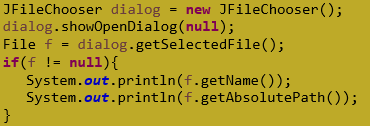 JFileChooser dialog = new JFileChooser();
dialog.showOpenDialog(null);
File f = dialog.getSelectedFile();
if(f != null){
    System.out.println(f.getName());
    System.out.println(f.getAbsolutePath());
}